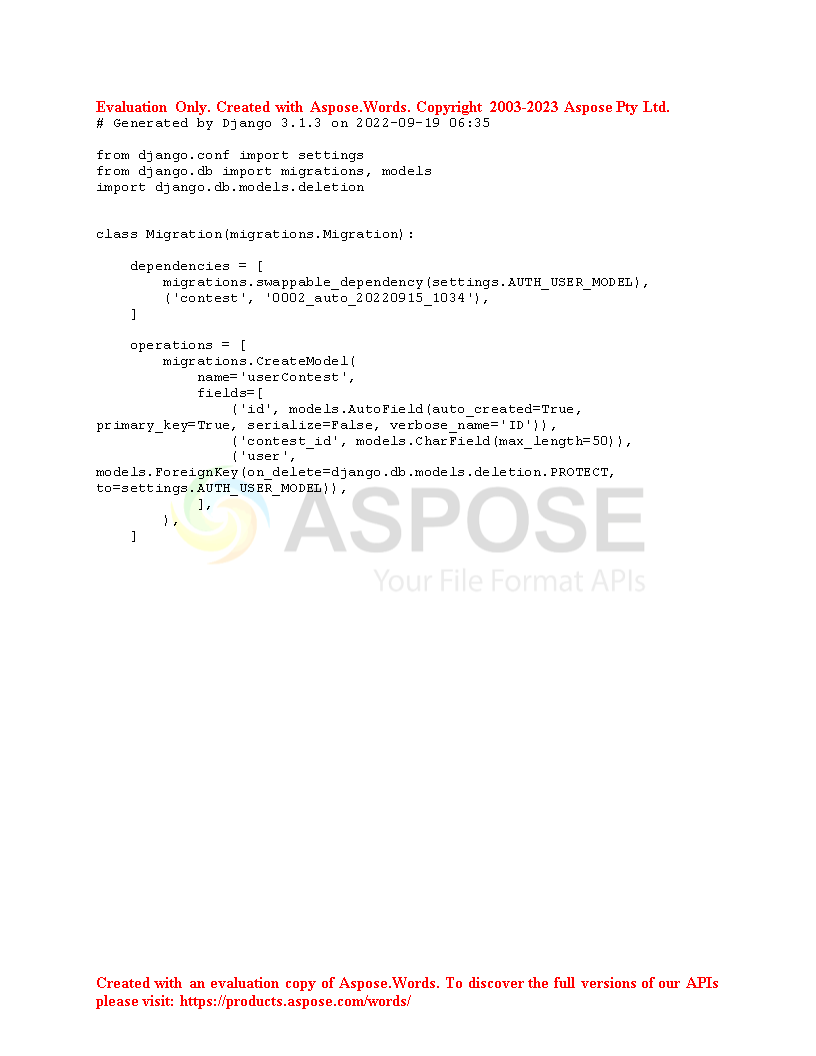 Evaluation Only. Created with Aspose.Words. Copyright 2003-2023 Aspose Pty Ltd.
# Generated by Django 3.1.3 on 2022-09-19 06:35

from django.conf import settings
from django.db import migrations, models
import django.db.models.deletion


class Migration(migrations.Migration):

    dependencies = [
        migrations.swappable_dependency(settings.AUTH_USER_MODEL),
        ('contest', '0002_auto_20220915_1034'),
    ]

    operations = [
        migrations.CreateModel(
            name='userContest',
            fields=[
                ('id', models.AutoField(auto_created=True,
primary_key=True, serialize=False, verbose_name='ID')),
                ('contest_id', models.CharField(max_length=50)),
                ('user',
models.ForeignKey(on_delete=django.db.models.deletion.PROTECT,
to=settings.AUTH_USER_MODEL)),
            ],
        ),
    ]
ASPOSE
Your File Format APIs
Created with an evaluation copy of Aspose.Words. To discover the full versions of our APIs
please visit: https://products.aspose.com/words/